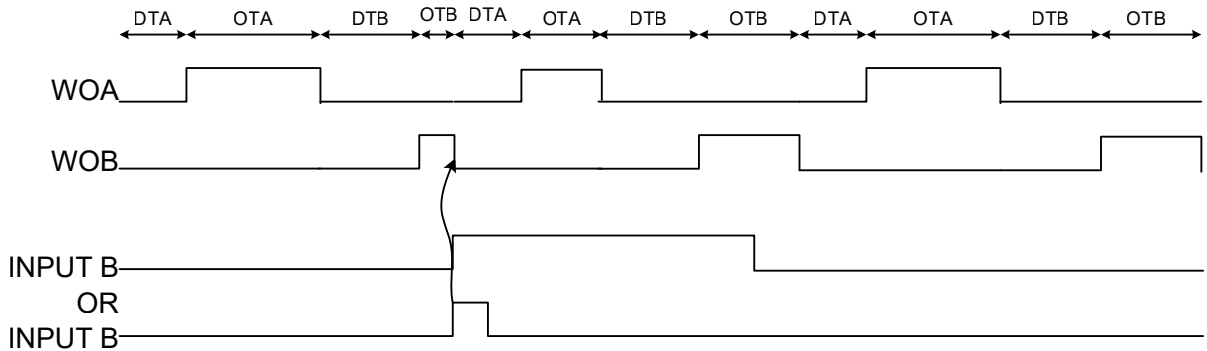 DTA OTA DTB OTB DTA OTA DTB OTB DTA OTA DTB OTB
WOA
WOB
INPUT B
OR
INPUT B